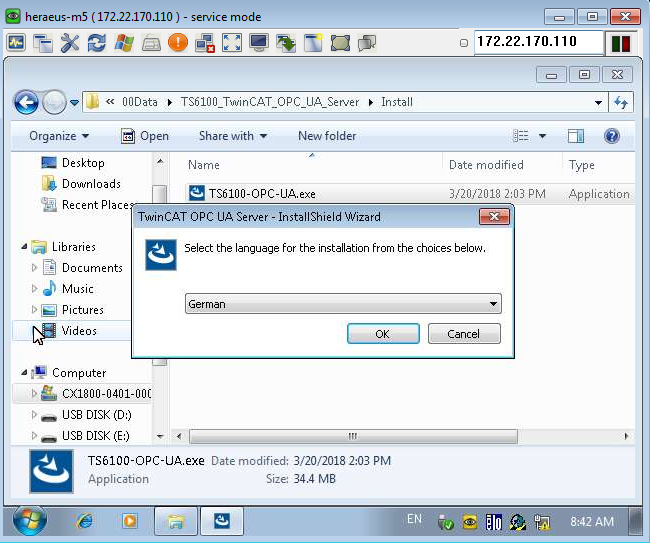 heraeus-m5 ( 172.22.170.110 ) - service mode
172.22.170.110
« 00Data ▸ TS6100_TwinCAT_OPC_UA_Server ▸ Install
Organize Open Share with New folder
Name Date modified Type
Desktop
Downloads
Recent Places
TS6100-OPC-UA.exe 3/20/2018 2:03 PM Application
TwinCAT OPC UA Server - InstallShield Wizard
Select the language for the installation from the choices below.
German
OK Cancel
Libraries
Documents
Music
Pictures
Videos
Computer
CX1800-0401-000
USB DISK (D:)
USB DISK (E:)
TS6100-OPC-UA.exe Date modified: 3/20/2018 2:03 PM
Application Size: 34.4 MB
EN 8:42 AM